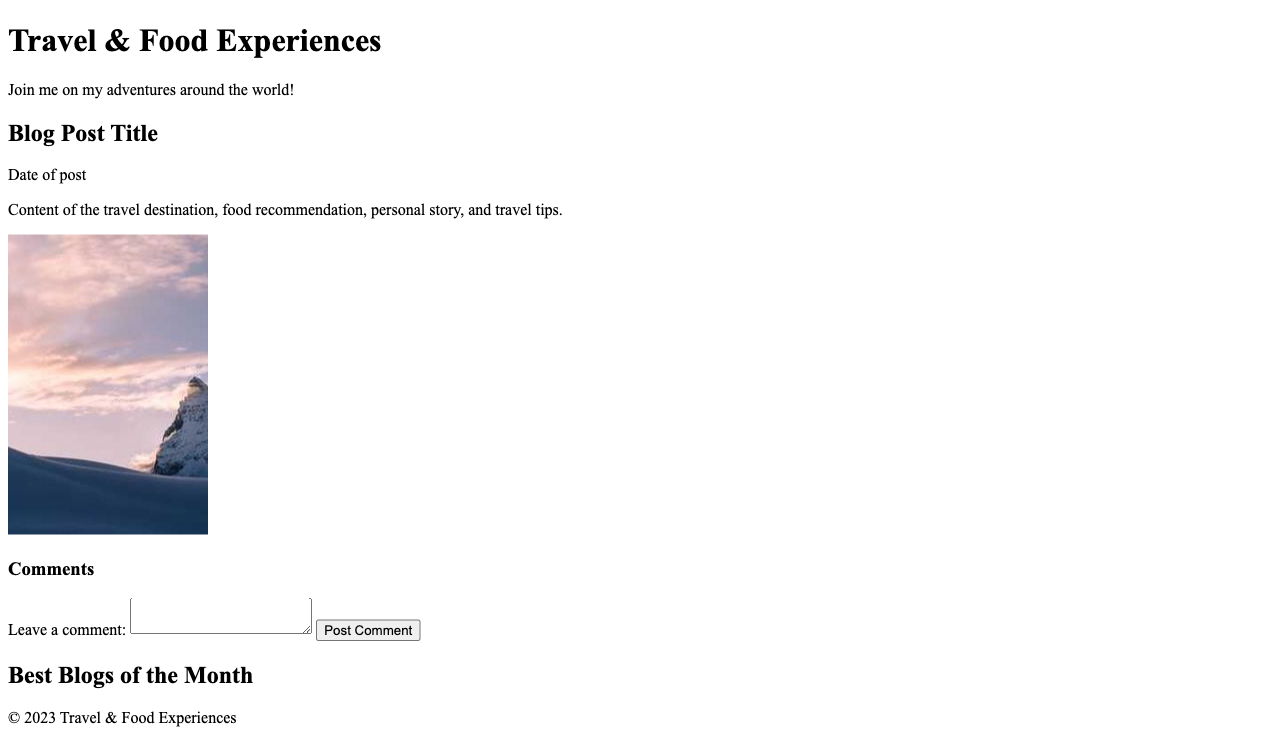 Travel & Food Experiences
Join me on my adventures around the world!
Blog Post Title
Date of post
Content of the travel destination, food recommendation, personal story, and travel tips.
Comments
Leave a comment: Post Comment
Best Blogs of the Month
© 2023 Travel & Food Experiences